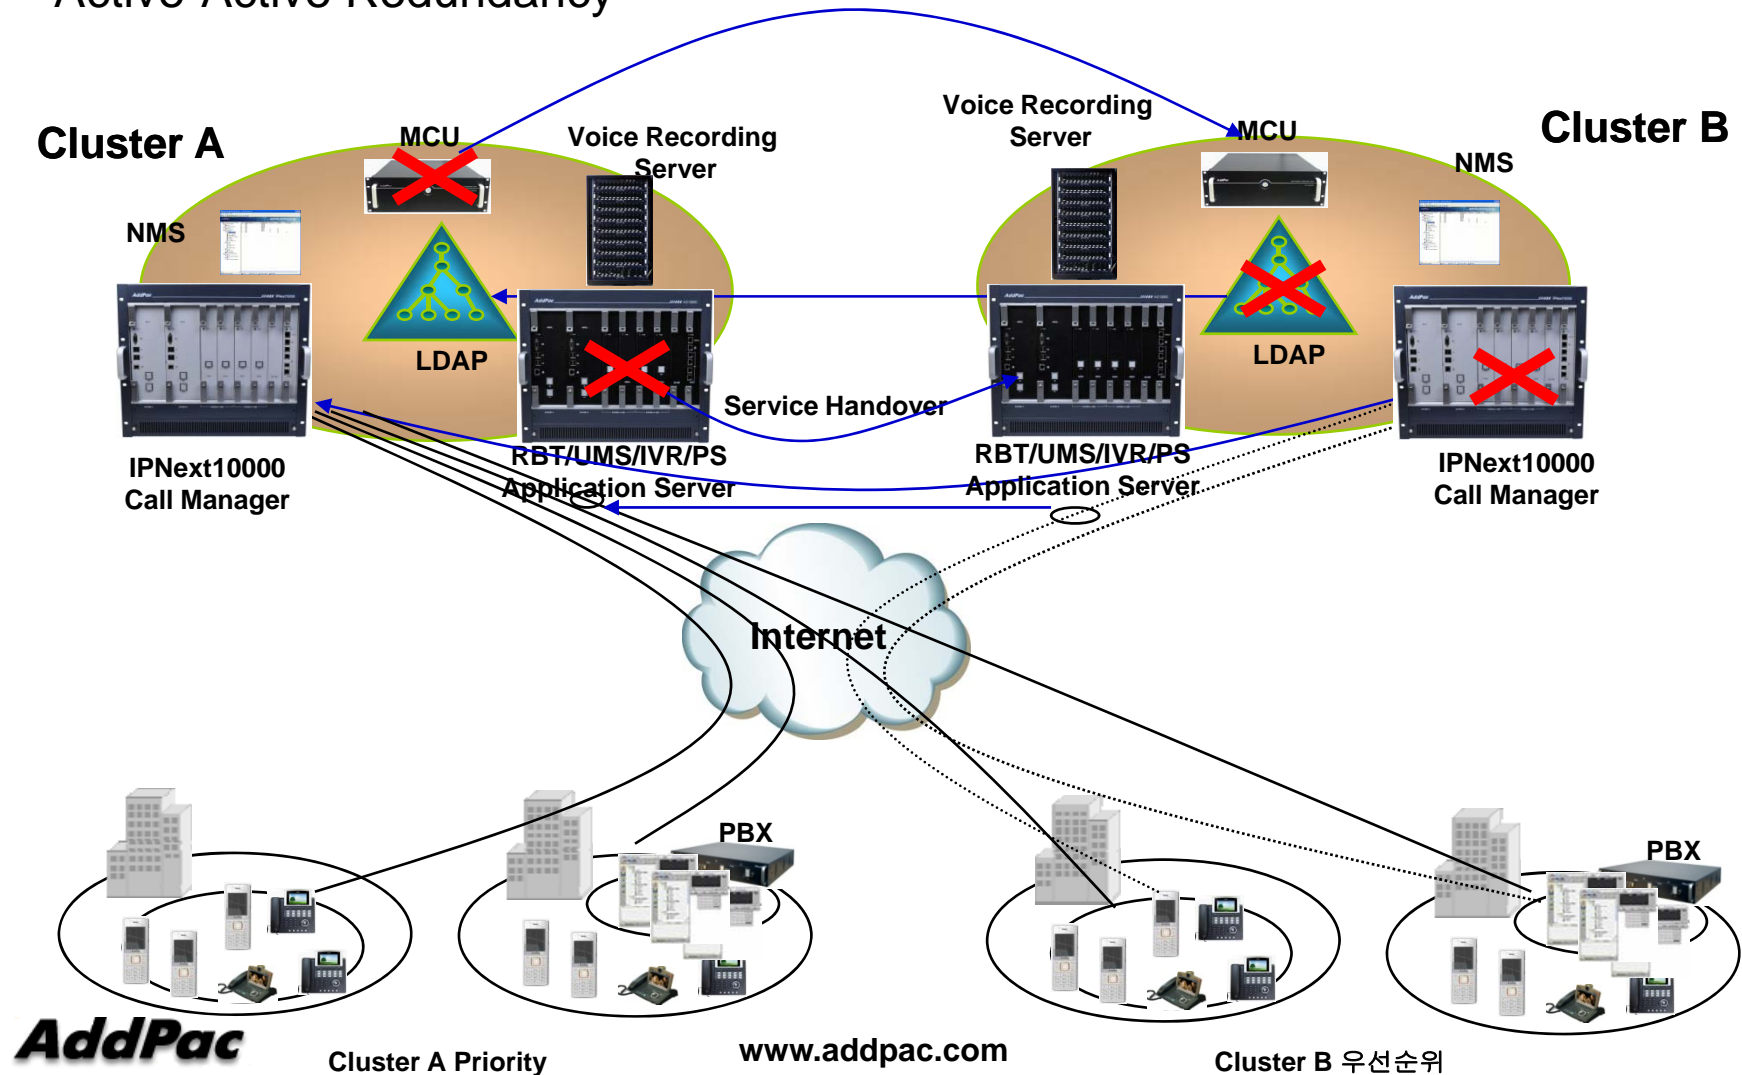 Active-Active Redundancy
Cluster A
MCU
Voice Recording
Server
NMS
LDAP
IPNext10000
Call Manager
RBT/UMS/IVR/PS
Application Server
Service Handover
Voice Recording
Server
MCU
Cluster B
NMS
LDAP
RBT/UMS/IVR/PS
Application Server
IPNext10000
Call Manager
Internet
PBX
PBX
AddPac
Cluster A Priority
www.addpac.com
Cluster B 우선순위